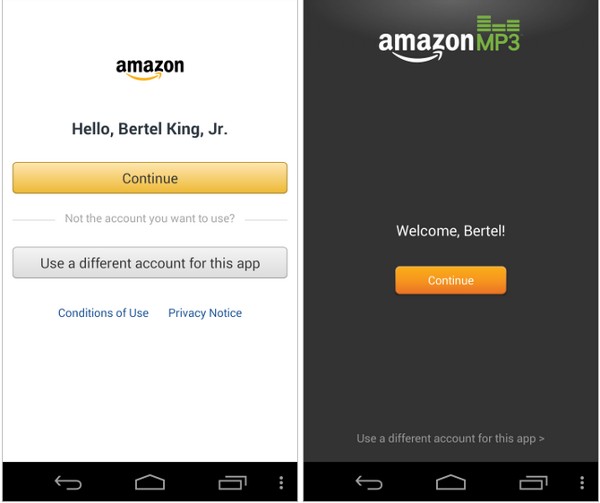 amazon
Hello, Bertel King, Jr.
Continue
Not the account you want to use?
Use a different account for this app
Conditions of Use Privacy Notice
amazonMP3
Welcome, Bertel!
Continue
Use a different account for this app >